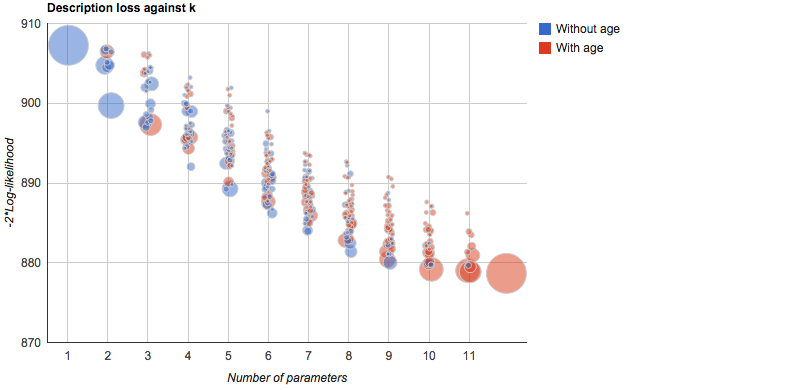 Description loss against k
910
900
890
880
870
-2*Log-likelihood
1 2 3 4 5 6 7 8 9 10 11
Number of parameters
Without age
With age